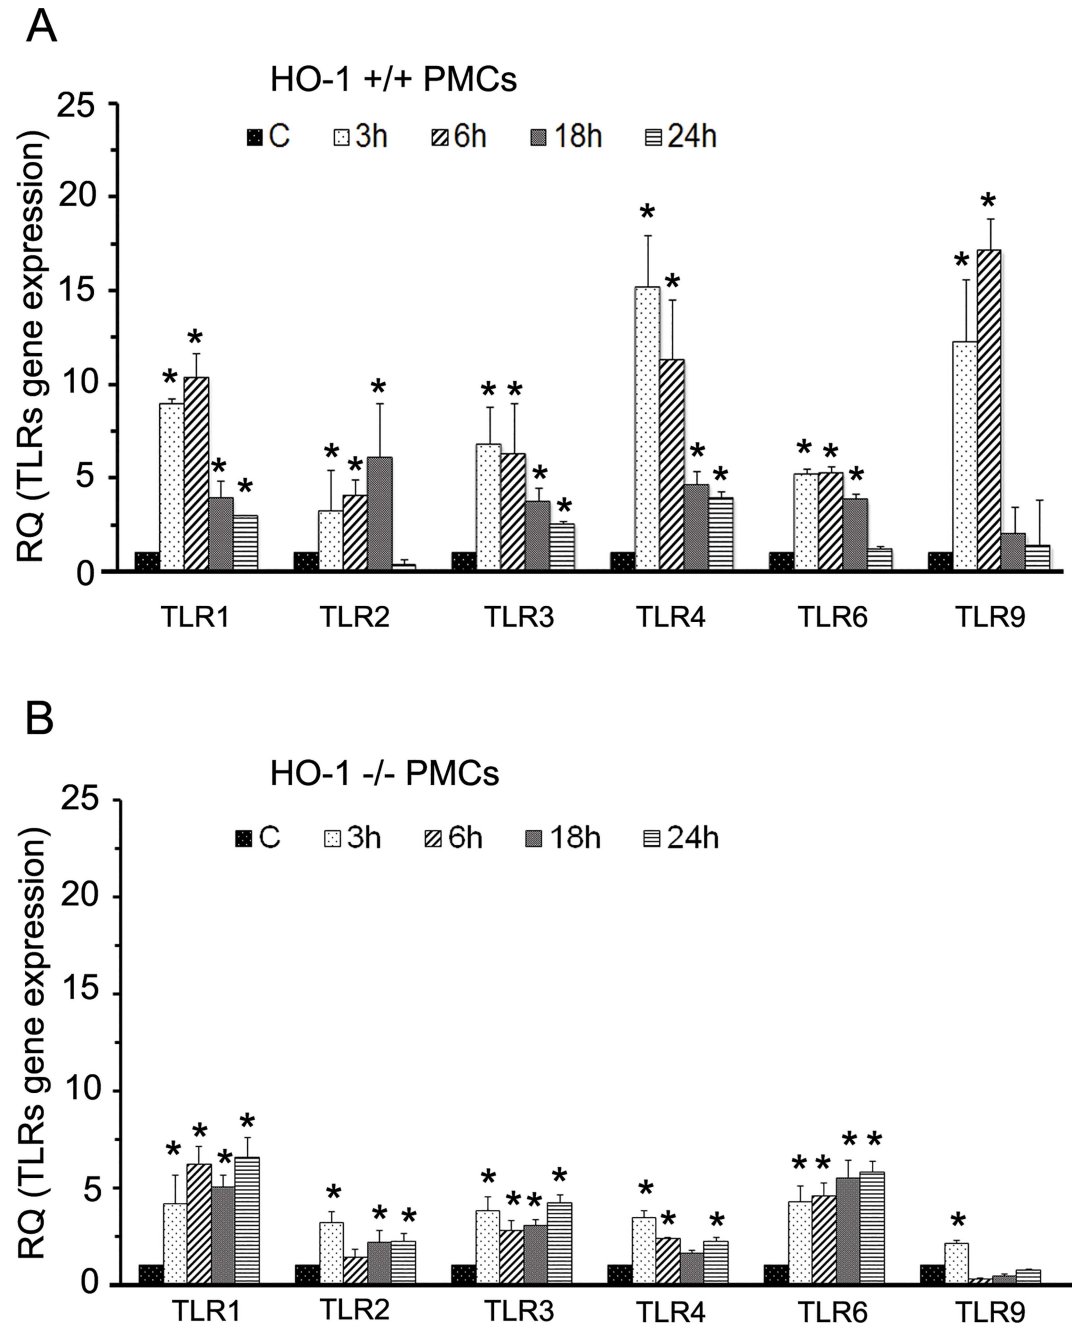 A
HO-1 +/+ PMCs
C 3h 6h 18h 24h
RQ (TLRs gene expression)
25
20
15
10
5
0
* * * *
* * *
* * * *
* * * *
* * *
* *
TLR1 TLR2 TLR3 TLR4 TLR6 TLR9
B
HO-1 -/- PMCs
C 3h 6h 18h 24h
RQ (TLRs gene expression)
25
20
15
10
5
0
* * * *
* * *
* * * *
* * *
* * * *
*
TLR1 TLR2 TLR3 TLR4 TLR6 TLR9